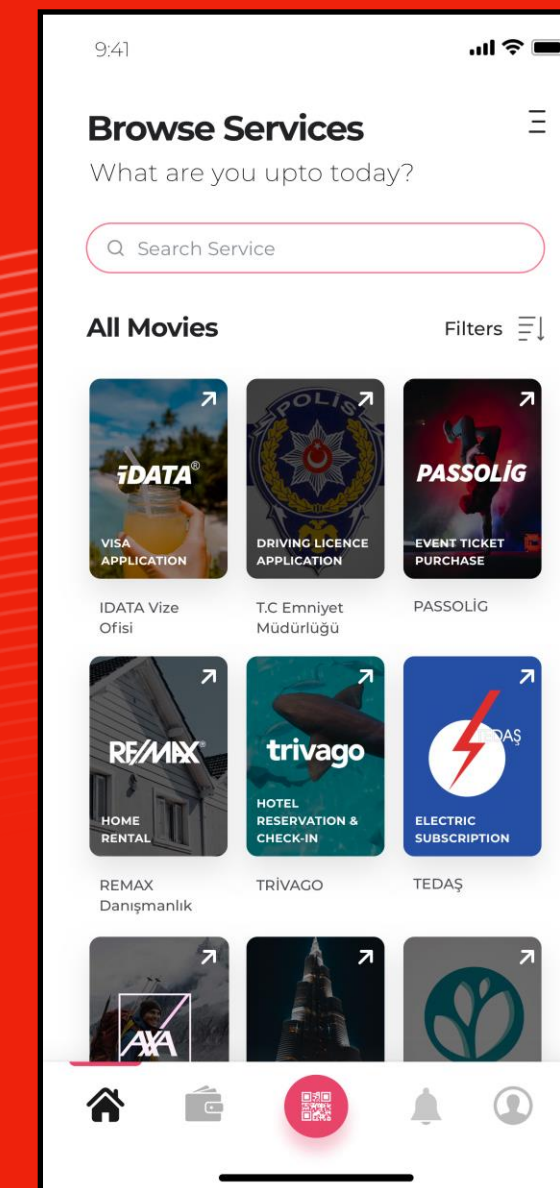 9:41
Browse Services
What are you upto today?
Search Service
All Movies
Filters
iDATA®
VISA
APPLICATION
IDATA Vize
Ofisi
POLİS
DRIVING LICENCE
APPLICATION
T.C Emniyet
Müdürlüğü
PASSOLİG
EVENT TICKET
PURCHASE
PASSOLİG
RE/MAX
HOME
RENTAL
REMAX
Danışmanlık
trivago
HOTEL
RESERVATION &
CHECK-IN
TRİVAGO
TEDAŞ
ELECTRIC
SUBSCRIPTION
TEDAŞ
AXA